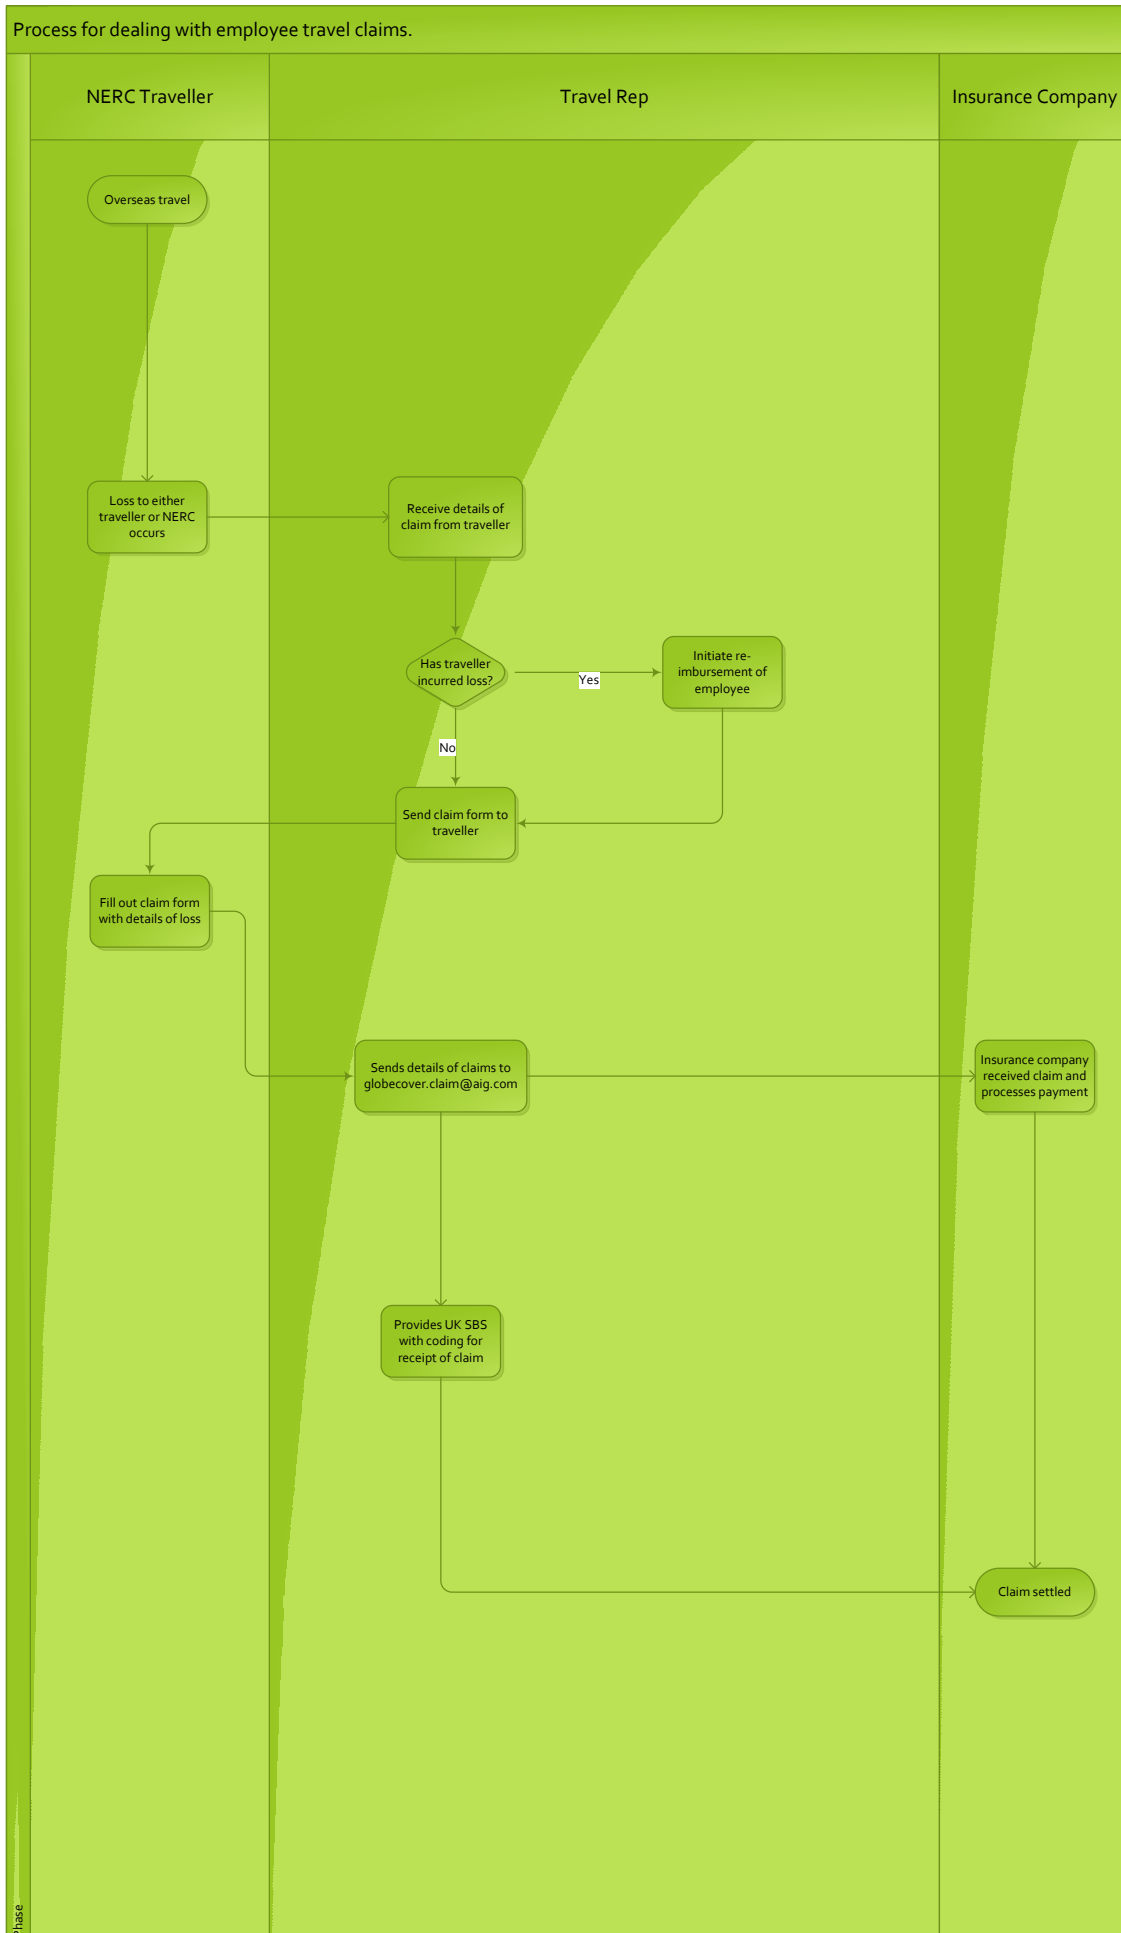 Process for dealing with employee travel claims.
NERC Traveller
Travel Rep
Insurance Company
Overseas travel
Loss to either
traveller or NERC
occurs
Receive details of
claim from traveller
Has traveller
incurred loss?
Yes
Initiate re-
imbursement of
employee
No
Send claim form to
traveller
Fill out claim form
with details of loss
Sends details of claims to
globecover.claim@aig.com
Insurance company
received claim and
processes payment
Provides UK SBS
with coding for
receipt of claim
Claim settled
Phase